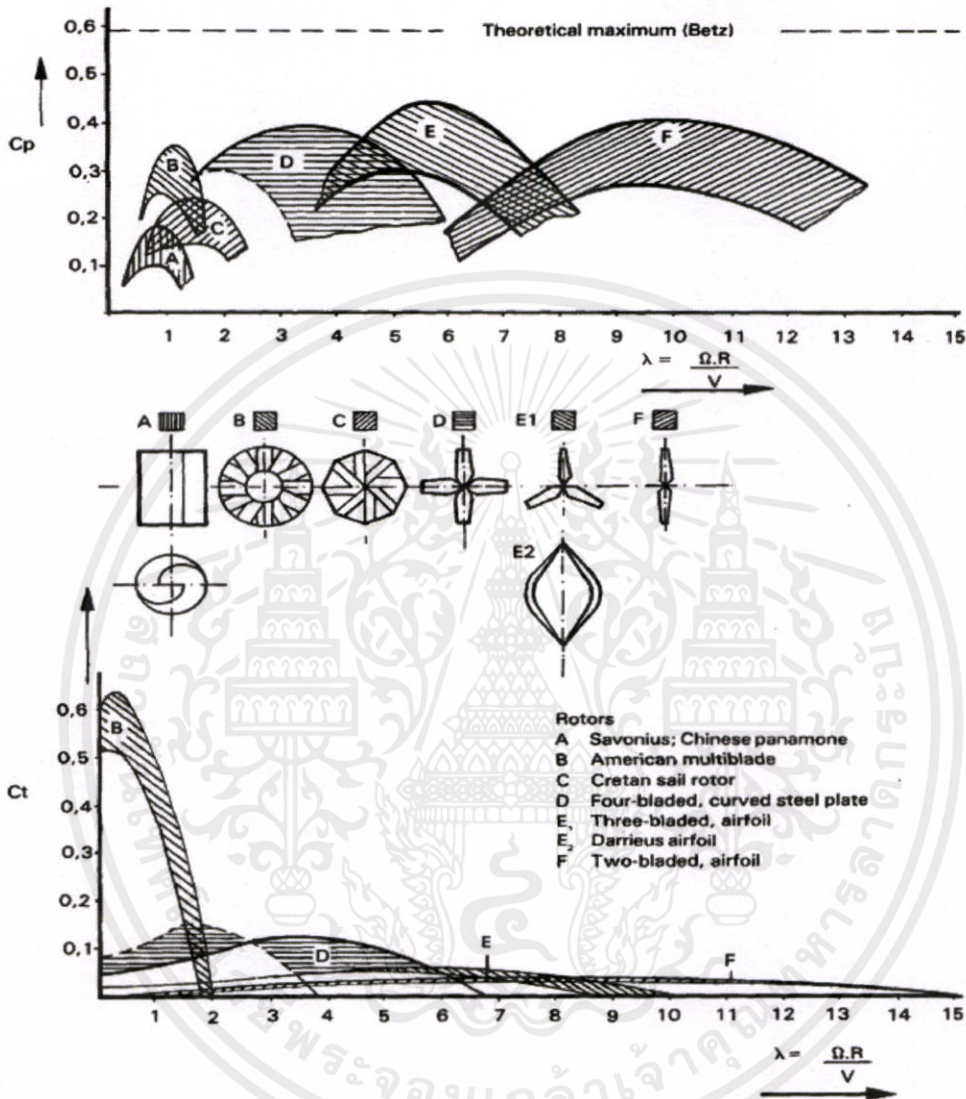 0,6
Theoretical maximum (Betz)
0,5
Cp
0,4
0,3
0,2
0,1
B
D
E
F
C
A
1 2 3 4 5 6 7 8 9 10 11 12 13 14 15
λ = Ω.R
V
A B C D E1 F
E2
0,6
0,5
Ct
0,4
0,3
0,2
0,1
B
D
E
F
Rotors
A Savonius; Chinese panamone
B American multiblade
C Cretan sail rotor
D Four-bladed, curved steel plate
E₁ Three-bladed, airfoil
E₂ Darrieus airfoil
F Two-bladed, airfoil
1 2 3 4 5 6 7 8 9 10 11 12 13 14 15
λ = Ω.R
V